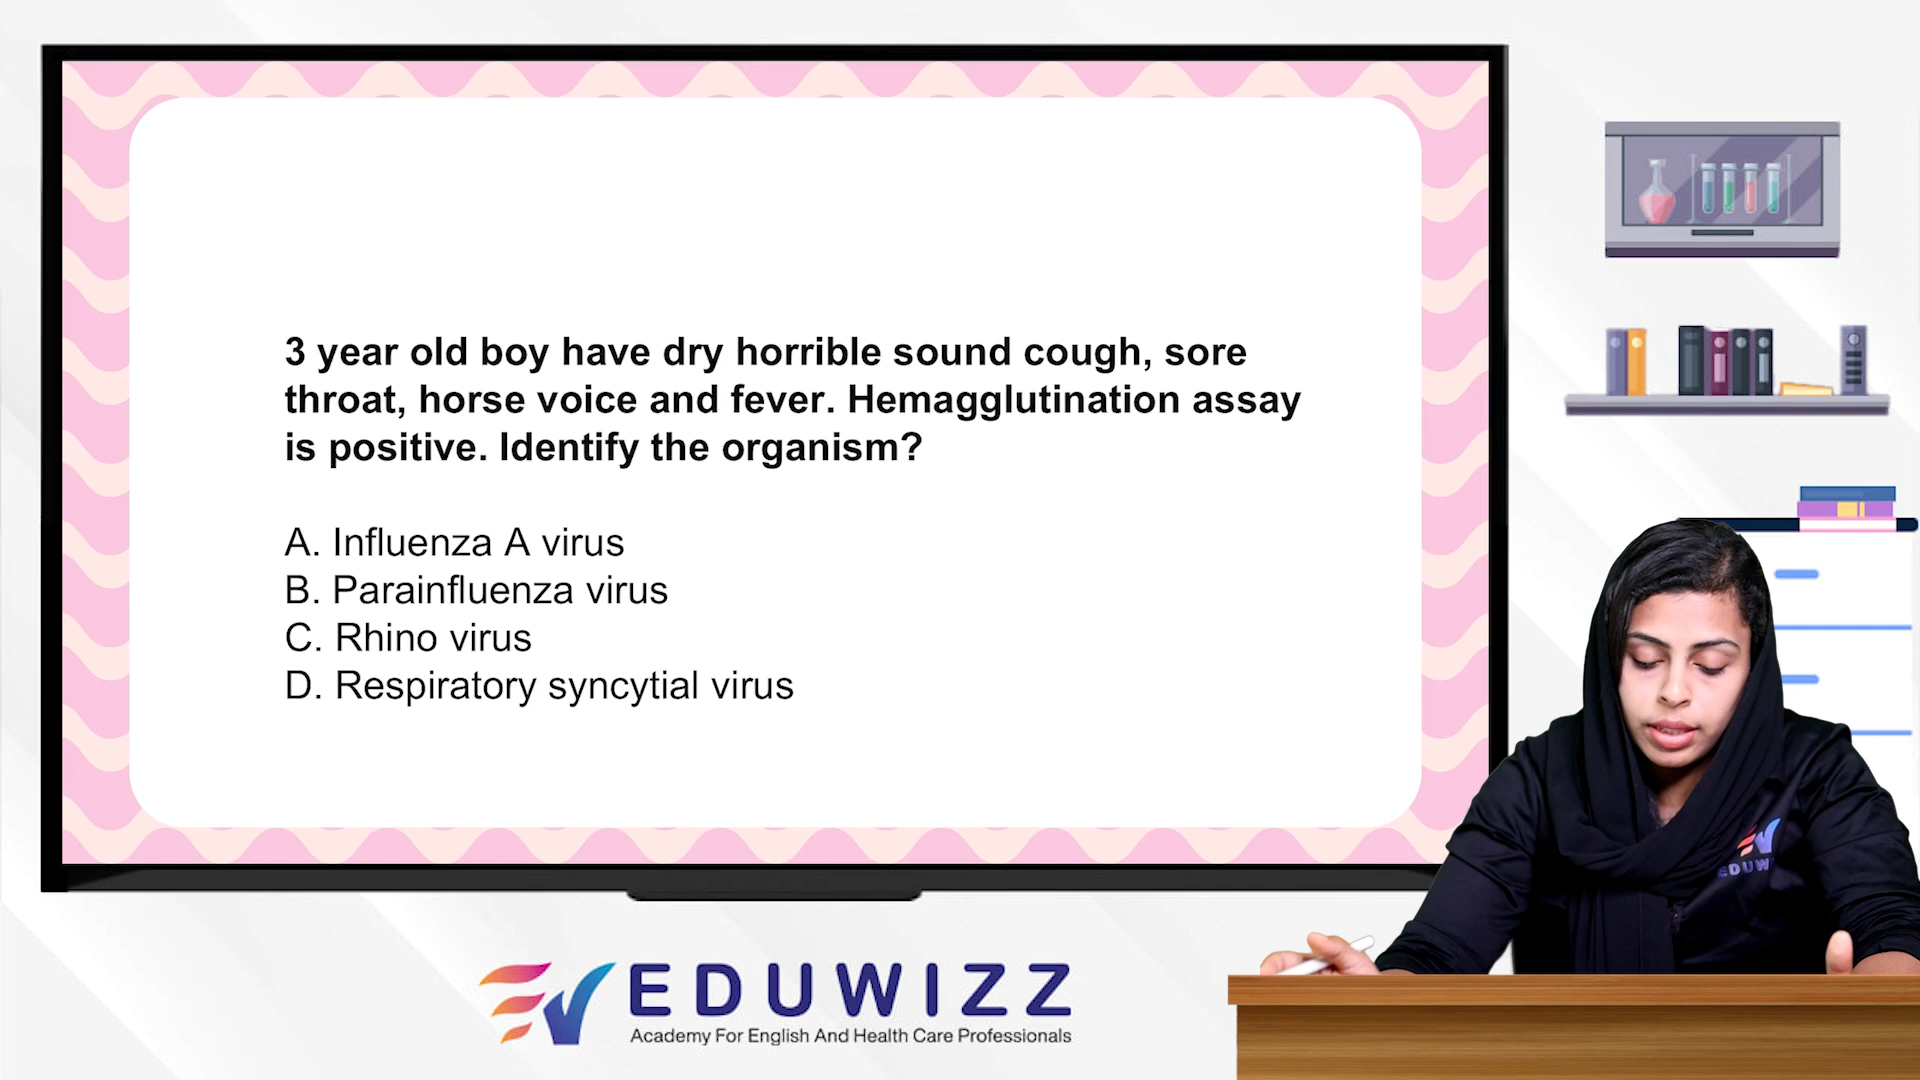 3 year old boy have dry horrible sound cough, sore
throat, horse voice and fever. Hemagglutination assay
is positive. Identify the organism?
A. Influenza A virus
B. Parainfluenza virus
C. Rhino virus
D. Respiratory syncytial virus
EDUW
EDUWIZZ
Academy For English And Health Care Professionals